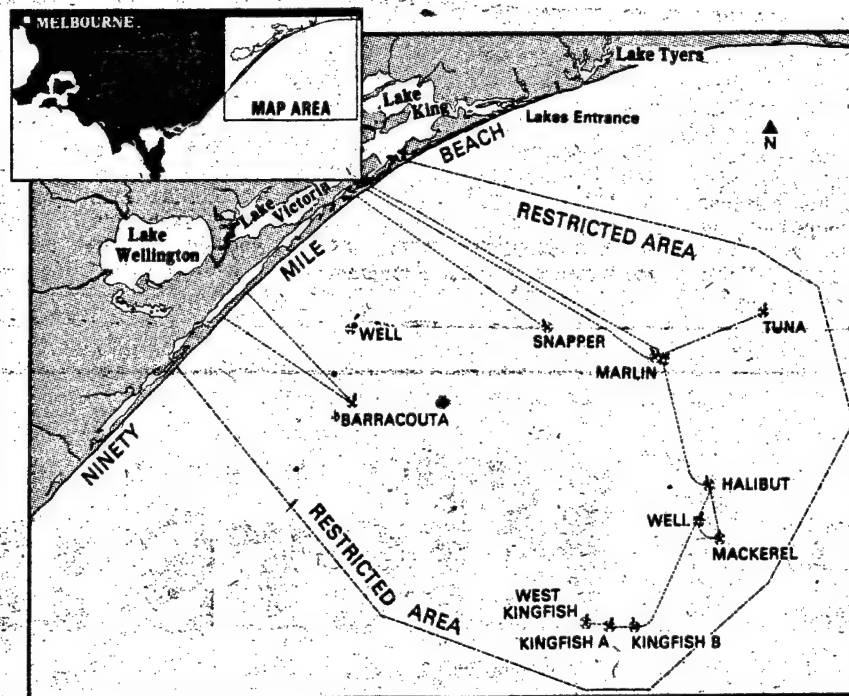 MELBOURNE
MAP AREA
Lake Tyers
Lake
King
Lakes Entrance
BEACH
N
Lake
Victoria
Lake
Wellington
MILE
RESTRICTED AREA
WELL
SNAPPER
TUNA
MARLIN
BARRACOUTA
NINETY
HALIBUT
WELL
MACKEREL
RESTRICTED AREA
WEST
KINGFISH
KINGFISH A
KINGFISH B